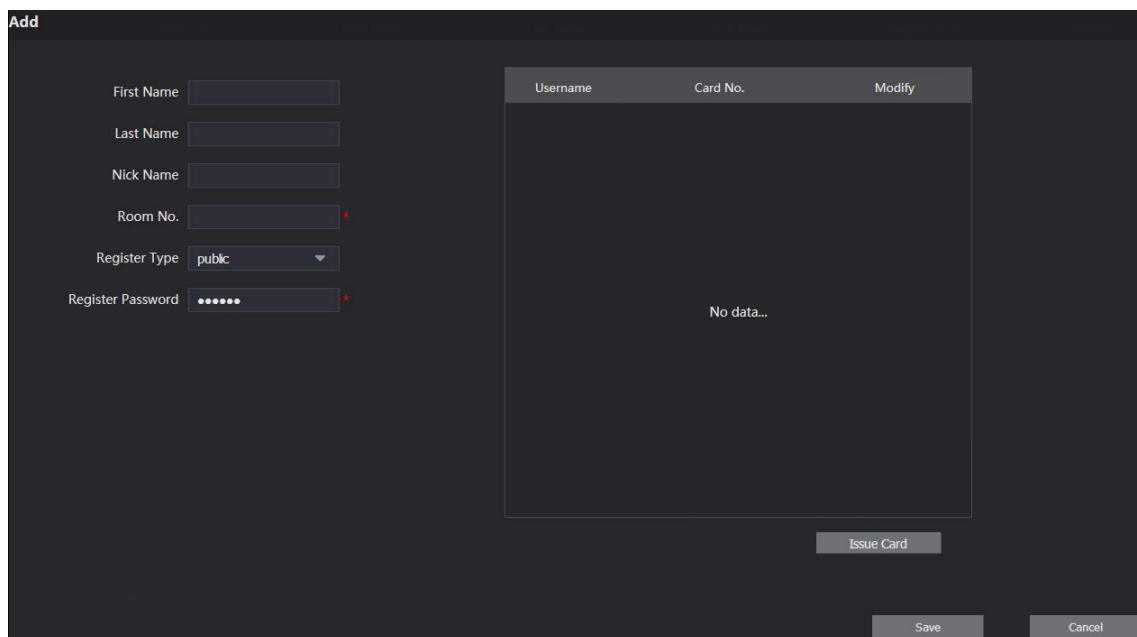 Add
First Name
Last Name
Nick Name
Room No. *
Register Type public
Register Password •••••• *
Username Card No. Modify
No data...
Issue Card
Save Cancel